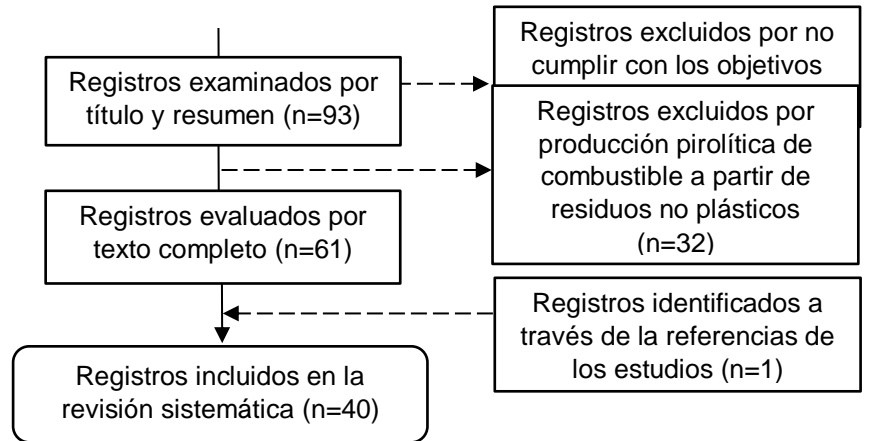 Registros examinados por
título y resumen (n=93)
Registros excluidos por no
cumplir con los objetivos
Registros excluidos por
producción pirolítica de
combustible a partir de
residuos no plásticos
(n=32)
Registros evaluados por
texto completo (n=61)
Registros identificados a
través de la referencias de
los estudios (n=1)
Registros incluidos en la
revisión sistemática (n=40)